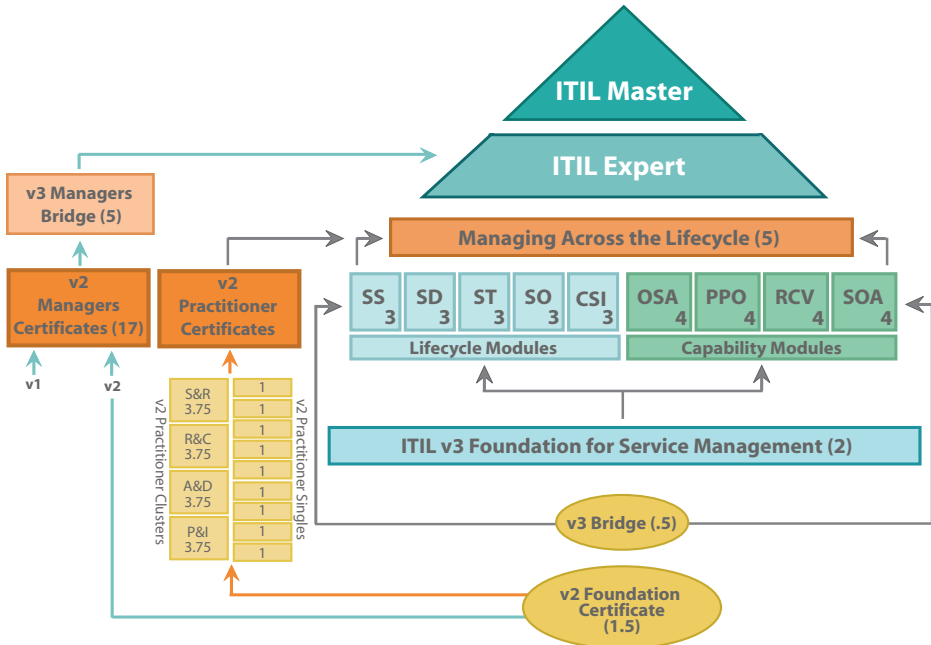 ITIL Master
ITIL Expert
v3 Managers
Bridge (5)
Managing Across the Lifecycle (5)
v2
Managers
Certificates (17)
v2
Practitioner
Certificates
SS
3
SD
3
ST
3
SO
3
CSI
3
OSA
4
PPO
4
RCV
4
SOA
4
Lifecycle Modules
Capability Modules
v1
v2
v2 Practitioner Clusters
S&R
3.75
R&C
3.75
A&D
3.75
P&I
3.75
1
1
1
1
1
1
1
1
1
v2 Practitioner Singles
ITIL v3 Foundation for Service Management (2)
v3 Bridge (.5)
v2 Foundation
Certificate
(1.5)